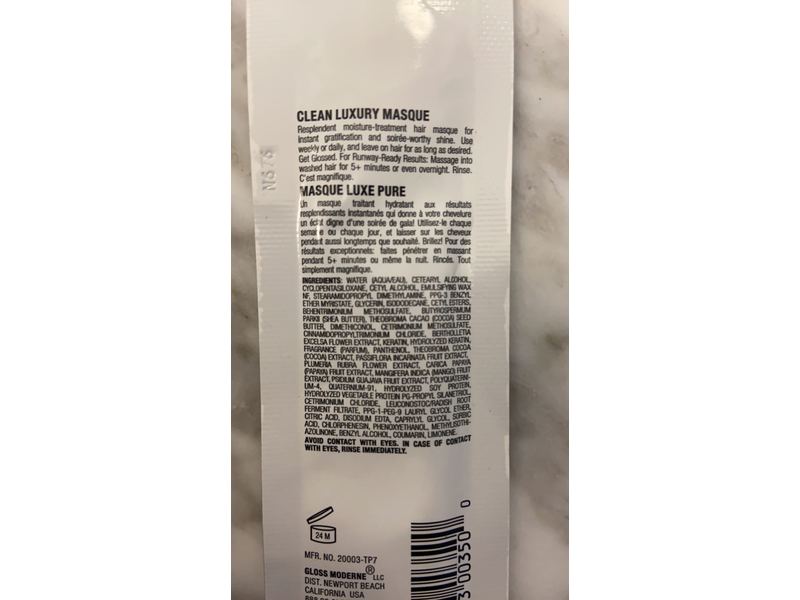 CLEAN LUXURY MASQUE
Resplendent moisture-treatment hair masque for
instant gratification and soirée-worthy shine. Use
weekly or daily, and leave on hair for as long as desired.
Get Glossed. For Runway-Ready Results: Massage into
washed hair for 5+ minutes or even overnight. Rinse.
C'est magnifique.
N676
MASQUE LUXE PURE
Un masque traitant hydratant aux résultats
resplendissants instantanés qui donne à votre chevelure
un éclat digne d'une soirée de gala! Utilisez-le chaque
semaine ou chaque jour, et laisser sur les cheveux
pendant aussi longtemps que souhaité. Brillez! Pour des
résultats exceptionnels: faites pénétrer en massant
pendant 5+ minutes ou même la nuit. Rincés. Tout
simplement magnifique.
INGREDIENTS: WATER (AQUA/EAU), CETEARYL ALCOHOL,
CYCLOPENTASILOXANE, CETYL ALCOHOL, EMULSIFYING WAX
NF, STEARAMIDOPROPYL DIMETHYLAMINE, PPG-3 BENZYL
ETHER MYRISTATE, GLYCERIN, ISODODECANE, CETYL ESTERS,
BEHENTRIMONIUM METHOSULFATE, BUTYROSPERMUM
PARKII (SHEA BUTTER), THEOBROMA CACAO (COCOA) SEED
BUTTER, DIMETHICONOL, CETRIMONIUM METHOSULFATE,
CINNAMIDOPROPYLTRIMONIUM CHLORIDE, BERTHOLLETIA
EXCELSA FLOWER EXTRACT, KERATIN, HYDROLYZED KERATIN,
FRAGRANCE (PARFUM), PANTHENOL, THEOBROMA COCOA
(COCOA) EXTRACT, PASSIFLORA INCARNATA FRUIT EXTRACT,
PLUMERIA RUBRA FLOWER EXTRACT, CARICA PAPAYA
(PAPAYA) FRUIT EXTRACT, MANGIFERA INDICA (MANGO) FRUIT
EXTRACT, PSIDIUM GUAJAVA FRUIT EXTRACT, POLYQUATERNI-
UM-4, QUATERNIUM-91, HYDROLYZED SOY PROTEIN,
HYDROLYZED VEGETABLE PROTEIN PG-PROPYL SILANETRIOL,
CETRIMONIUM CHLORIDE, LEUCONOSTOC/RADISH ROOT
FERMENT FILTRATE, PPG-1-PEG-9 LAURYL GLYCOL ETHER,
CITRIC ACID, DISODIUM EDTA, CAPRYLYL GLYCOL, SORBIC
ACID, CHLORPHENESIN, PHENOXYETHANOL, METHYLISOTHI-
AZOLINONE, BENZYL ALCOHOL, COUMARIN, LIMONENE.
AVOID CONTACT WITH EYES. IN CASE OF CONTACT
WITH EYES, RINSE IMMEDIATELY.
24 M
MFR. NO. 20003-TP7
GLOSS MODERNE® LLC
DIST. NEWPORT BEACH
CALIFORNIA USA
3 00350 0